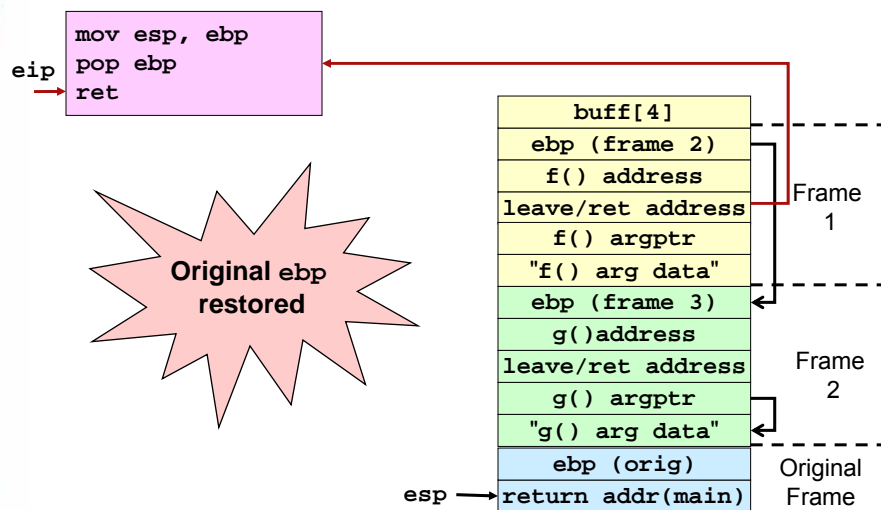 mov esp, ebp
pop ebp
eip
ret
buff[4]
ebp (frame 2)
f() address
leave/ret address
f() argptr
"f() arg data"
Frame
1
Original ebp
restored
ebp (frame 3)
g()address
leave/ret address
g() argptr
"g() arg data"
Frame
2
ebp (orig)
esp
return addr(main)
Original
Frame